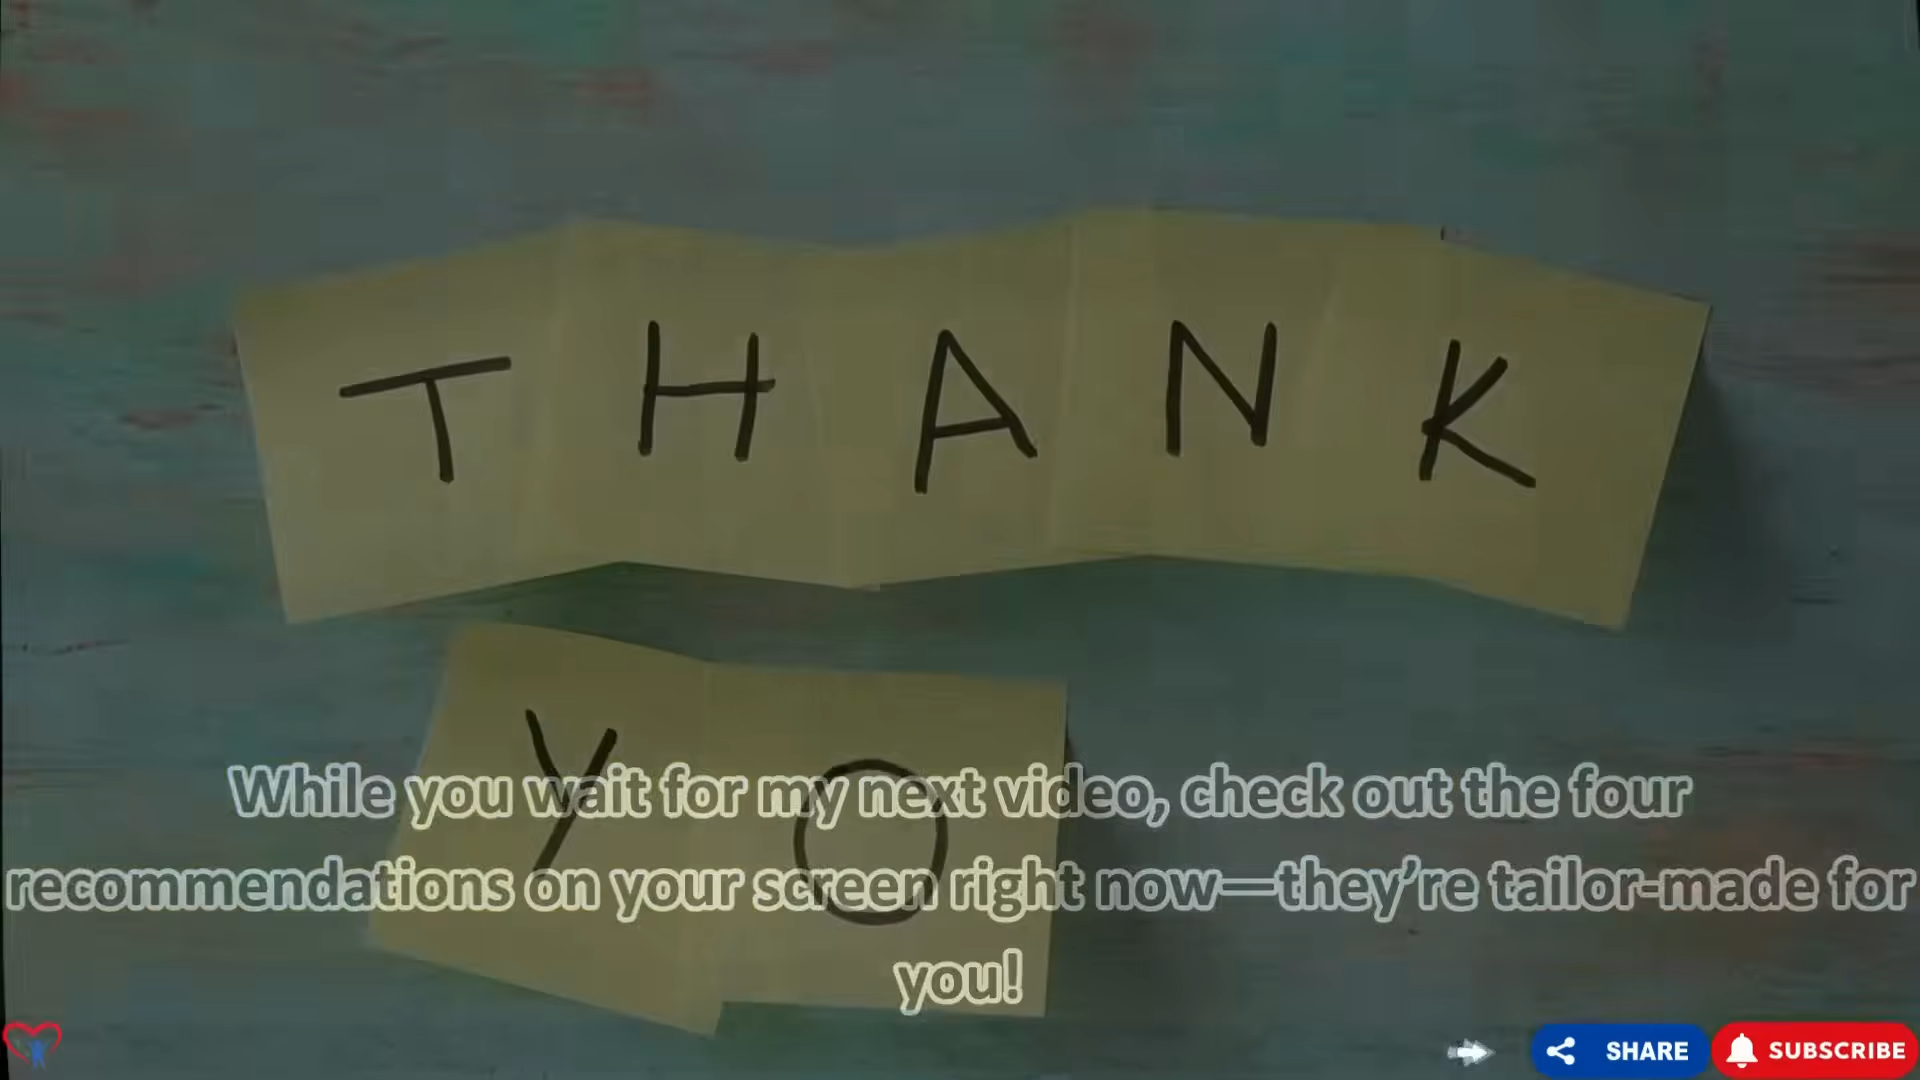 THANK
YO
While you wait for my next video, check out the four
recommendations on your screen right now—they’re tailor-made for
you!
SHARE
SUBSCRIBE